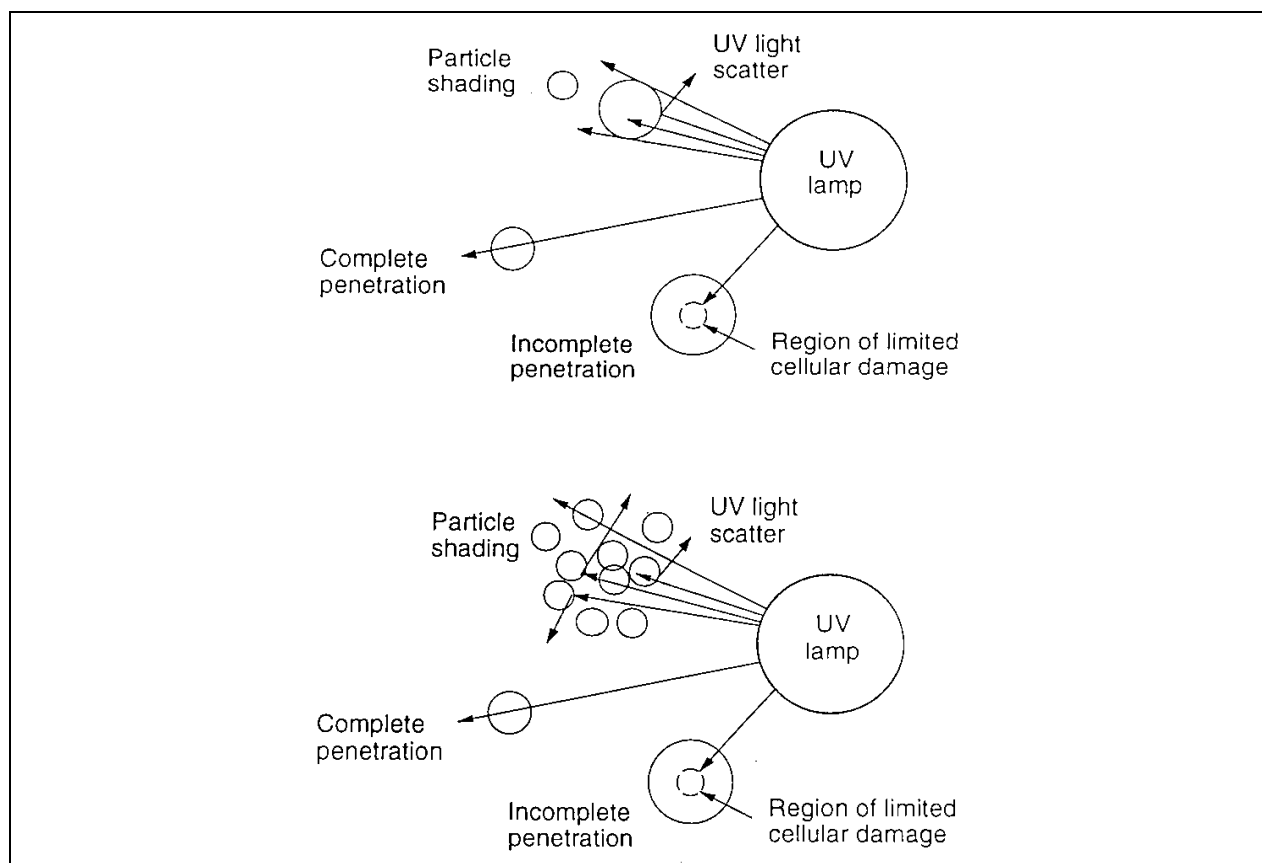 Particle
shading
UV light
scatter
UV
lamp
Complete
penetration
Incomplete
penetration
Region of limited
cellular damage
Particle
shading
UV light
scatter
UV
lamp
Complete
penetration
Incomplete
penetration
Region of limited
cellular damage